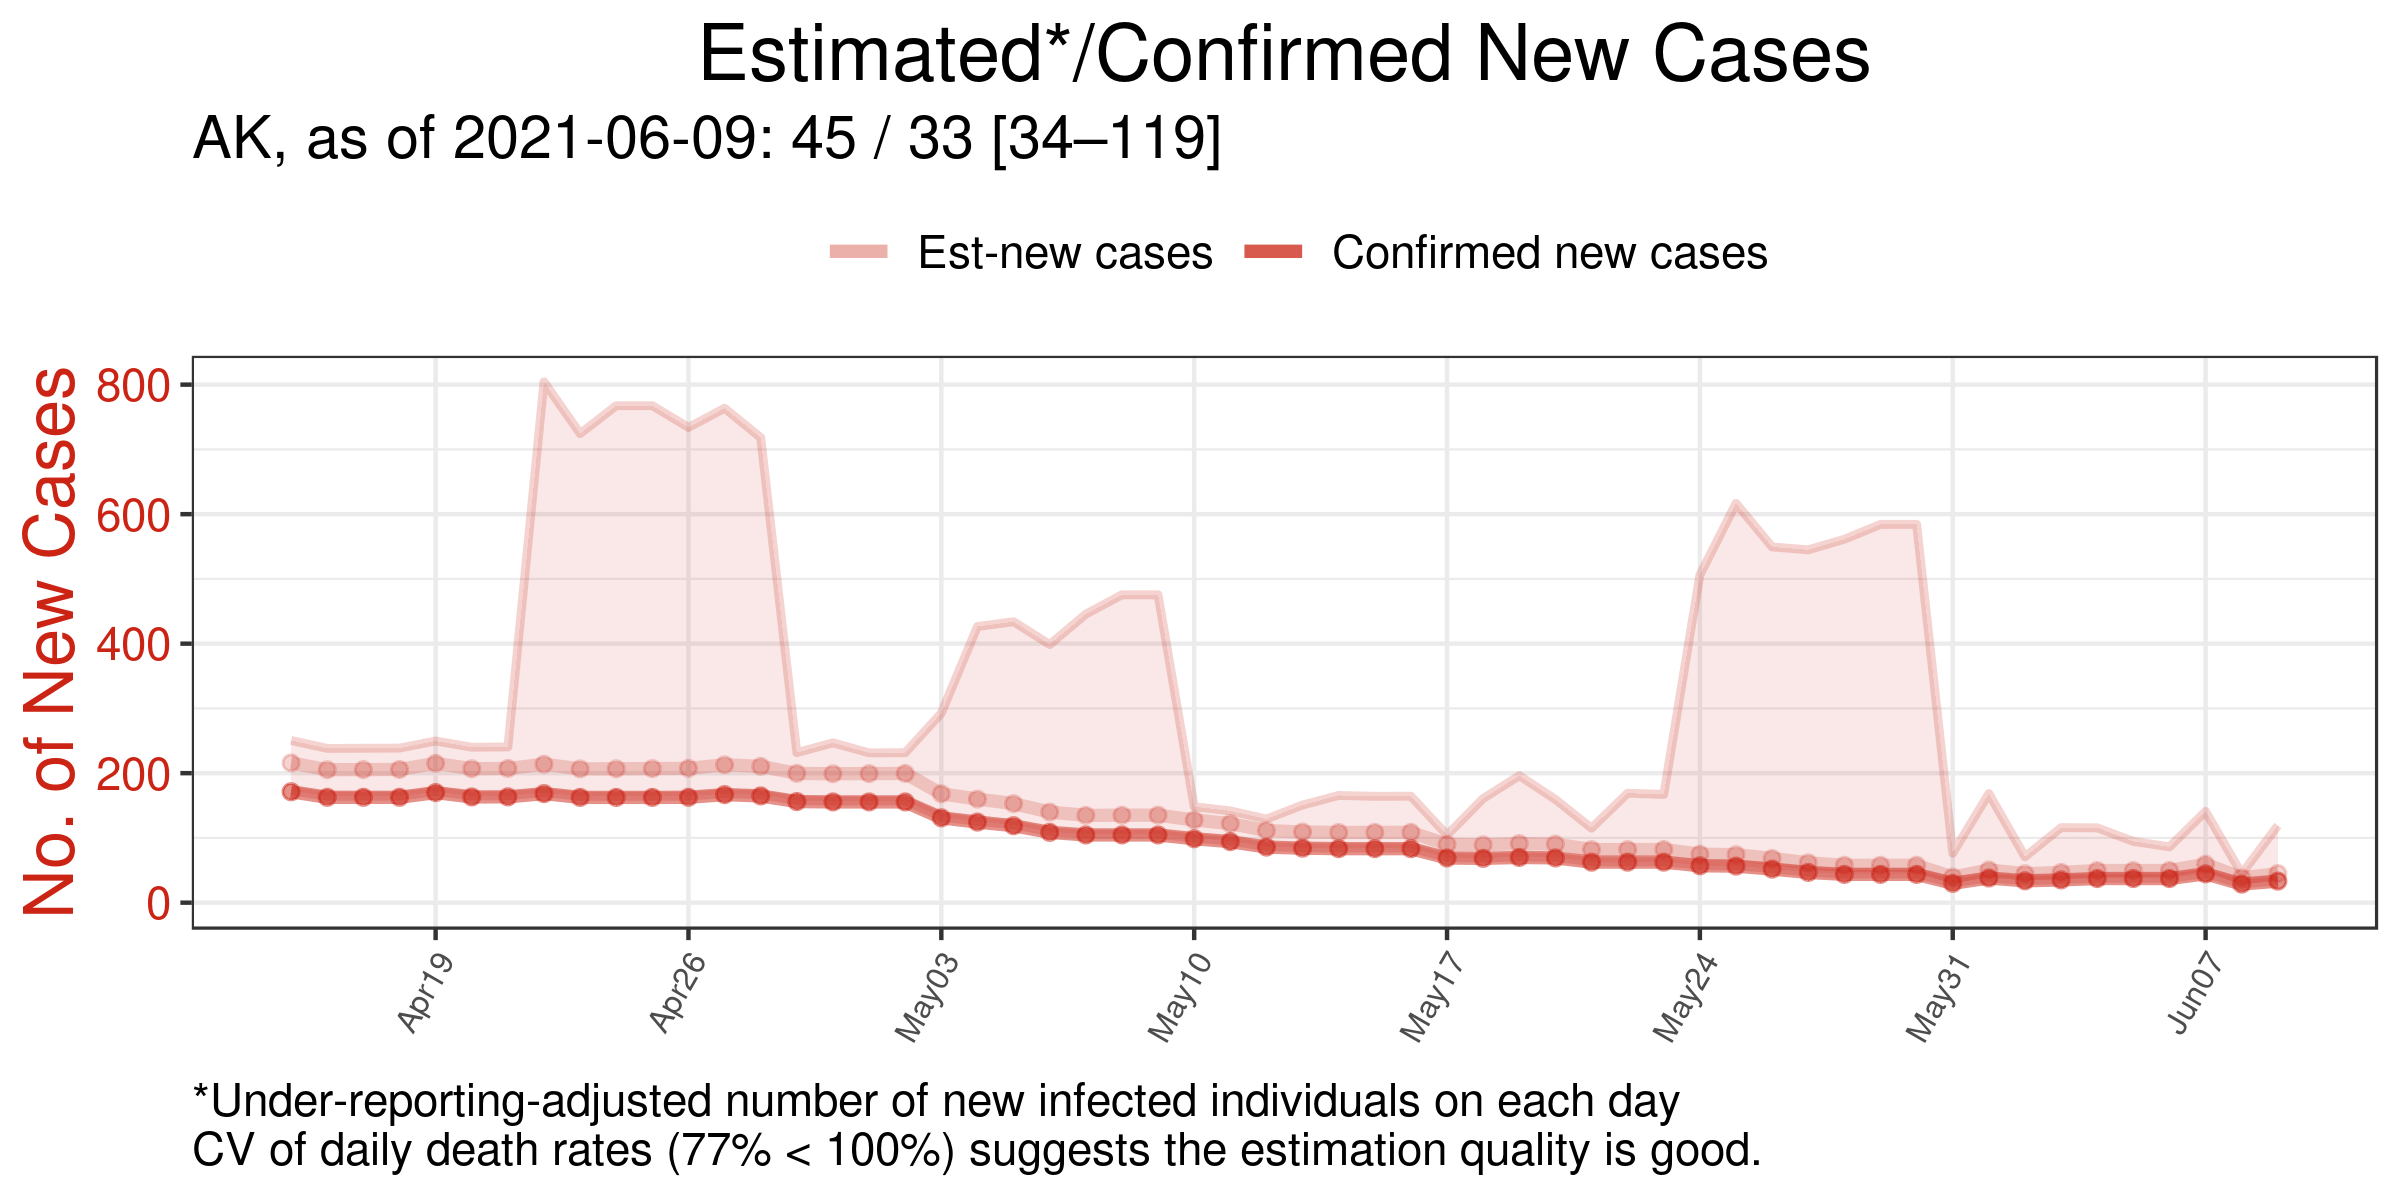 Estimated*/Confirmed New Cases
AK, as of 2021-06-09: 45 / 33 [34–119]
Est-new cases
Confirmed new cases
No. of New Cases
800
600
400
200
0
Apr19
Apr26
May03
May10
May17
May24
May31
Jun07
*Under-reporting-adjusted number of new infected individuals on each day
CV of daily death rates (77% < 100%) suggests the estimation quality is good.